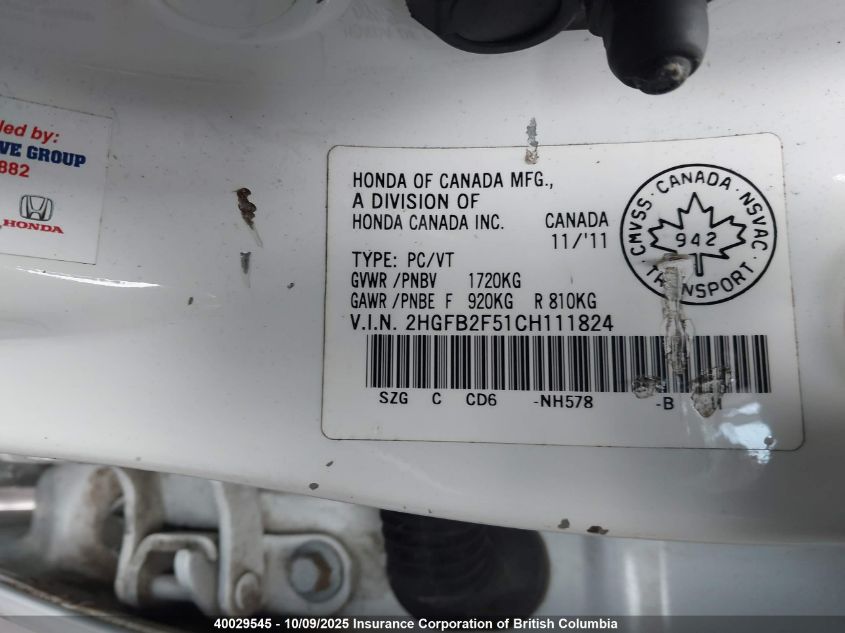 led by:
VE GROUP
882
HONDA
HONDA OF CANADA MFG.,
A DIVISION OF
HONDA CANADA INC. CANADA
11/'11
TYPE: PC/VT
GVWR /PNBV 1720KG
GAWR /PNBE F 920KG R 810KG
V.I.N. 2HGFB2F51CH111824
SZG C CD6 -NH578 -B
CMVSS · CANADA · NSVAC
942
TRANSPORT
40029545 - 10/09/2025 Insurance Corporation of British Columbia